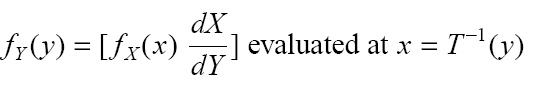 f_Y(y) = [f_X(x) dX/dY] evaluated at x = T⁻¹(y)